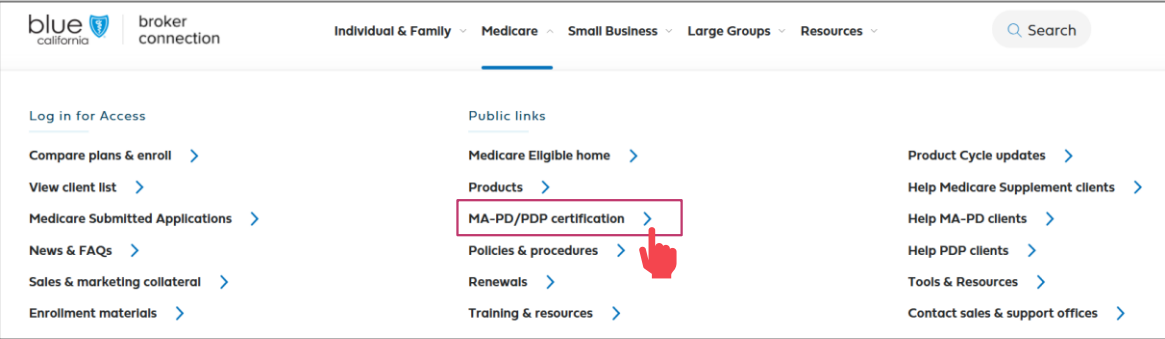 blue
california
broker
connection
Individual & Family
Medicare
Small Business
Large Groups
Resources
Search
Log in for Access
Compare plans & enroll
View client list
Medicare Submitted Applications
News & FAQs
Sales & marketing collateral
Enrollment materials
Public links
Medicare Eligible home
Products
MA-PD/PDP certification
Policies & procedures
Renewals
Training & resources
Product Cycle updates
Help Medicare Supplement clients
Help MA-PD clients
Help PDP clients
Tools & Resources
Contact sales & support offices